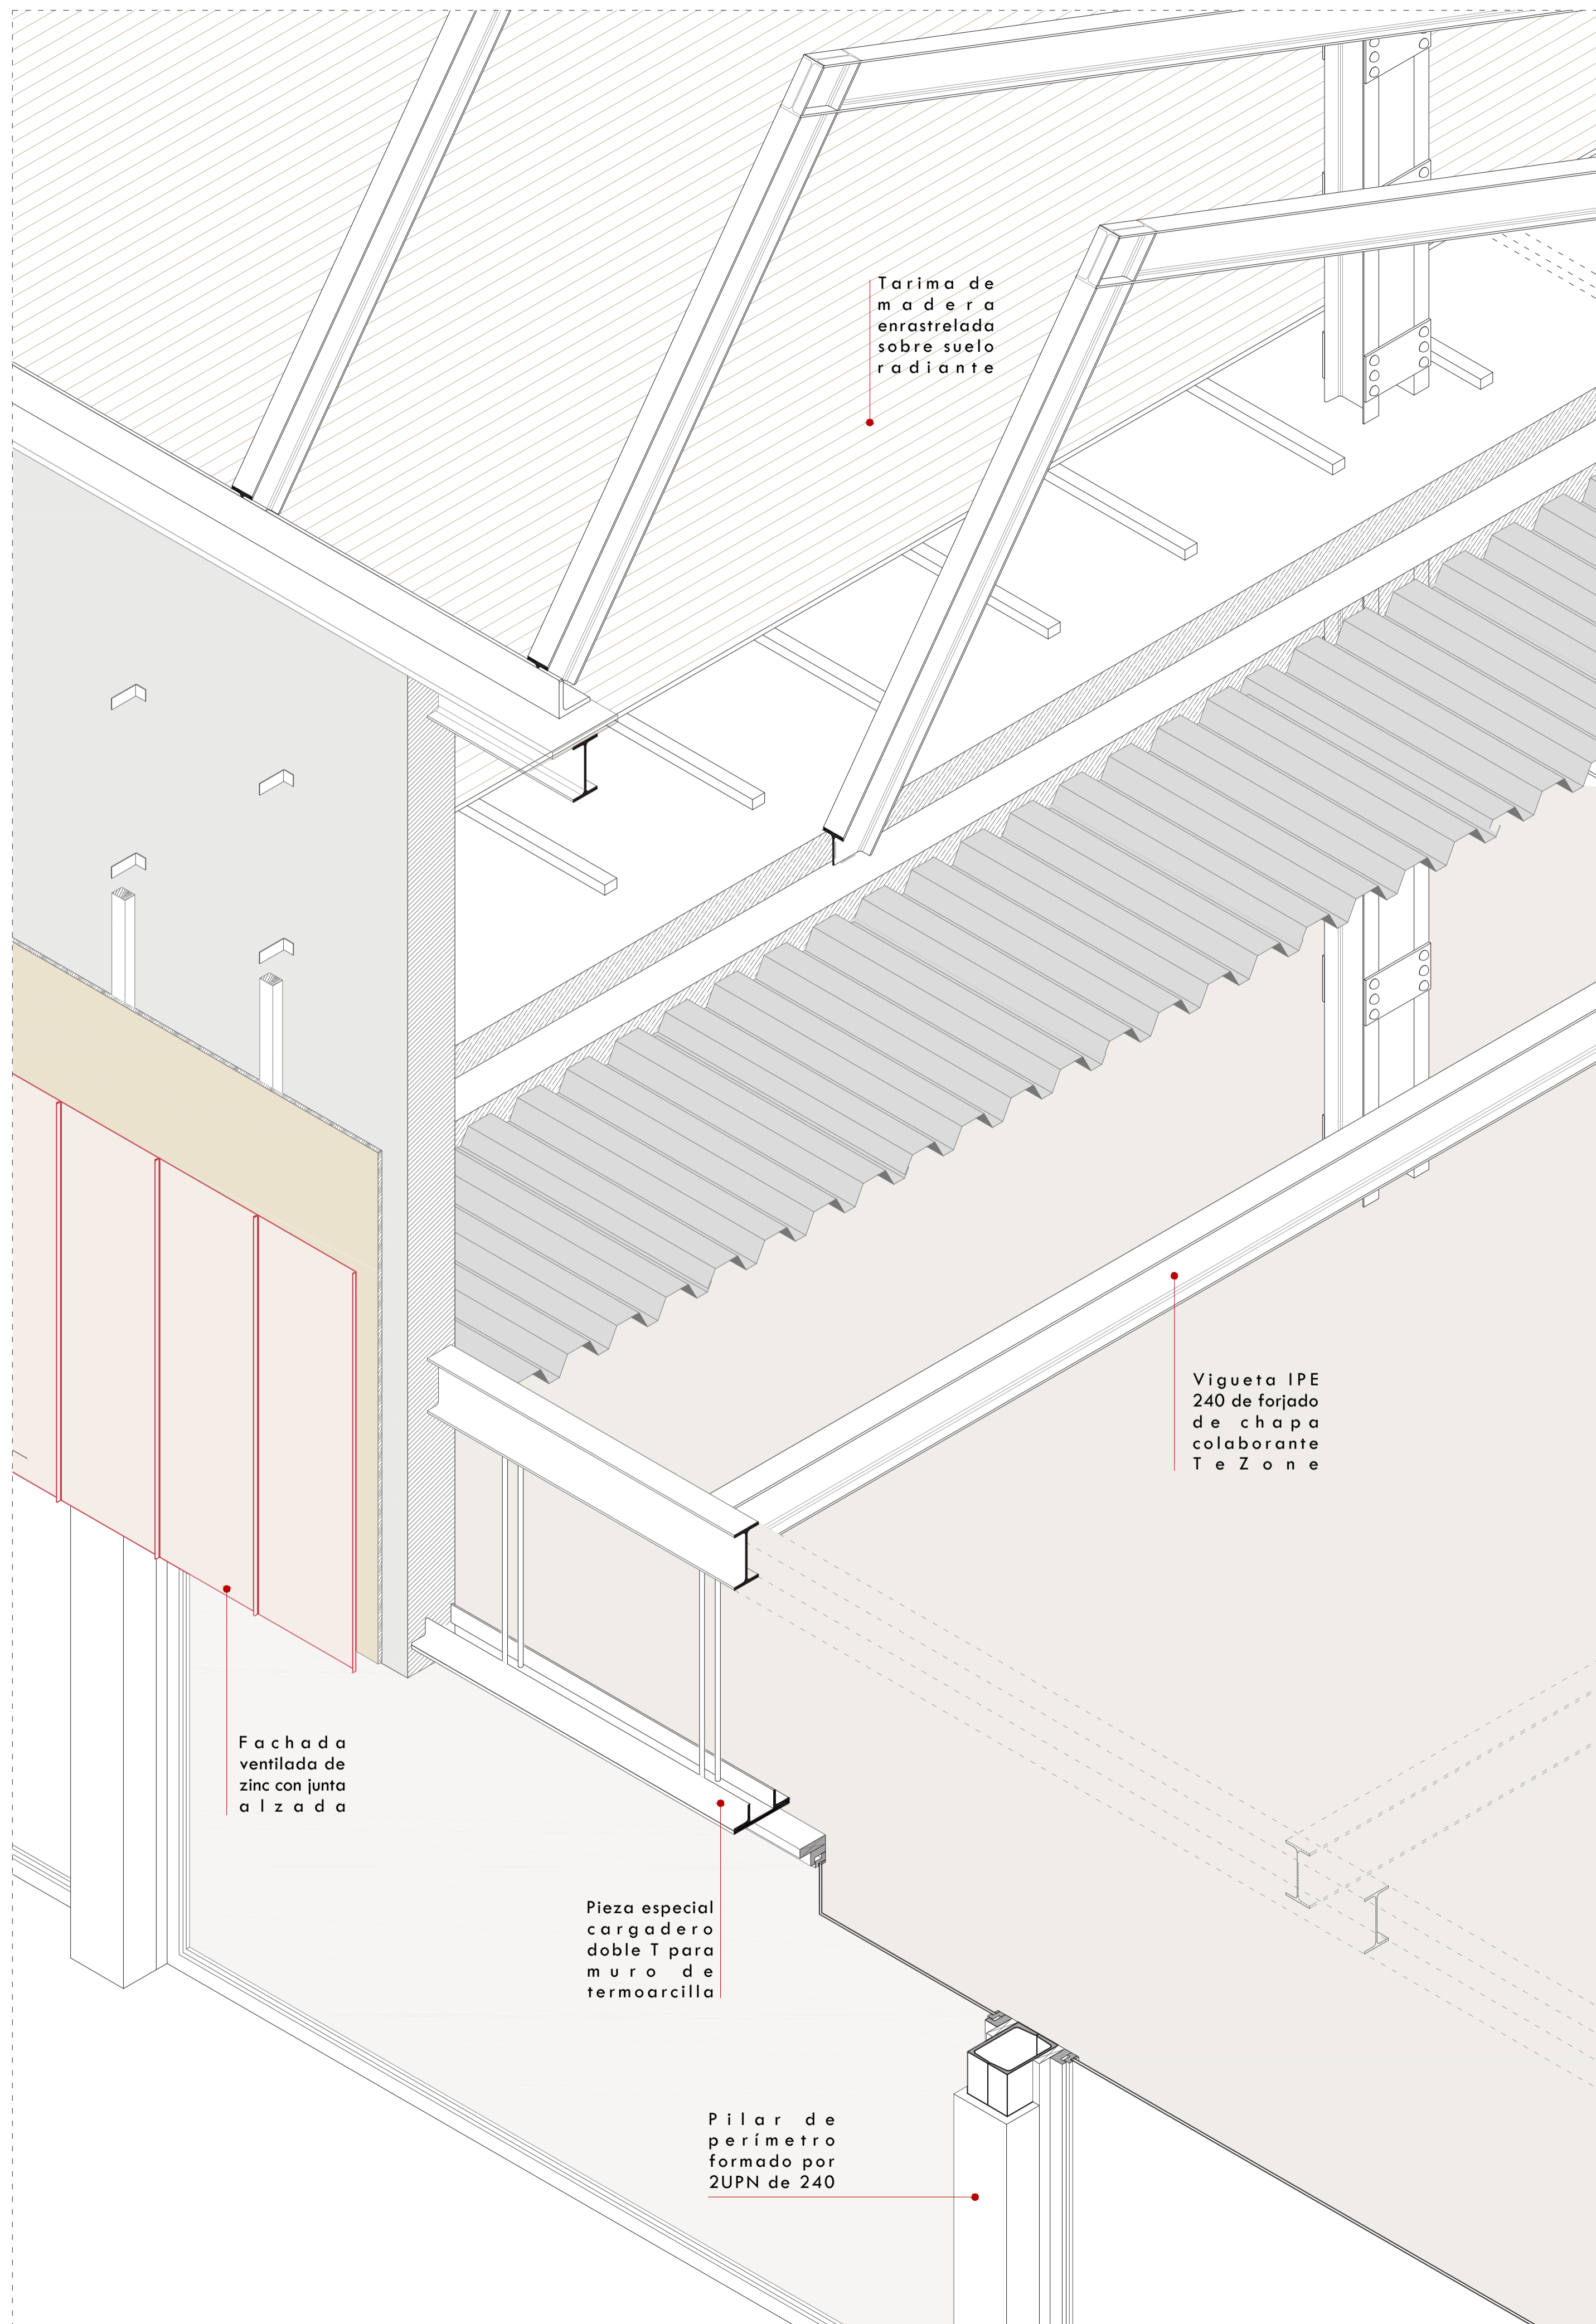 Tarima de
madera
enrastrelada
sobre suelo
radiante
Vigueta IPE
240 de forjado
de chapa
colaborante
TeZone
Fachada
ventilada de
zinc con junta
alzada
Pieza especial
cargadero
doble T para
muro de
termoarcilla
Pilar de
perímetro
formado por
2UPN de 240